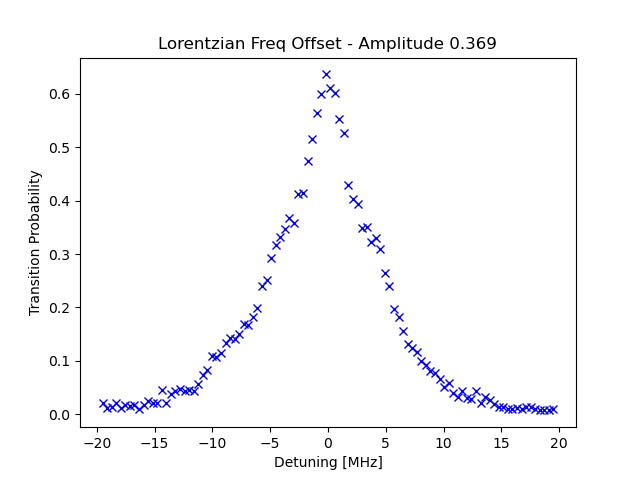 Lorentzian Freq Offset - Amplitude 0.369
Transition Probability
0.6
0.5
0.4
0.3
0.2
0.1
0.0
−20 −15 −10 −5 0 5 10 15 20
Detuning [MHz]